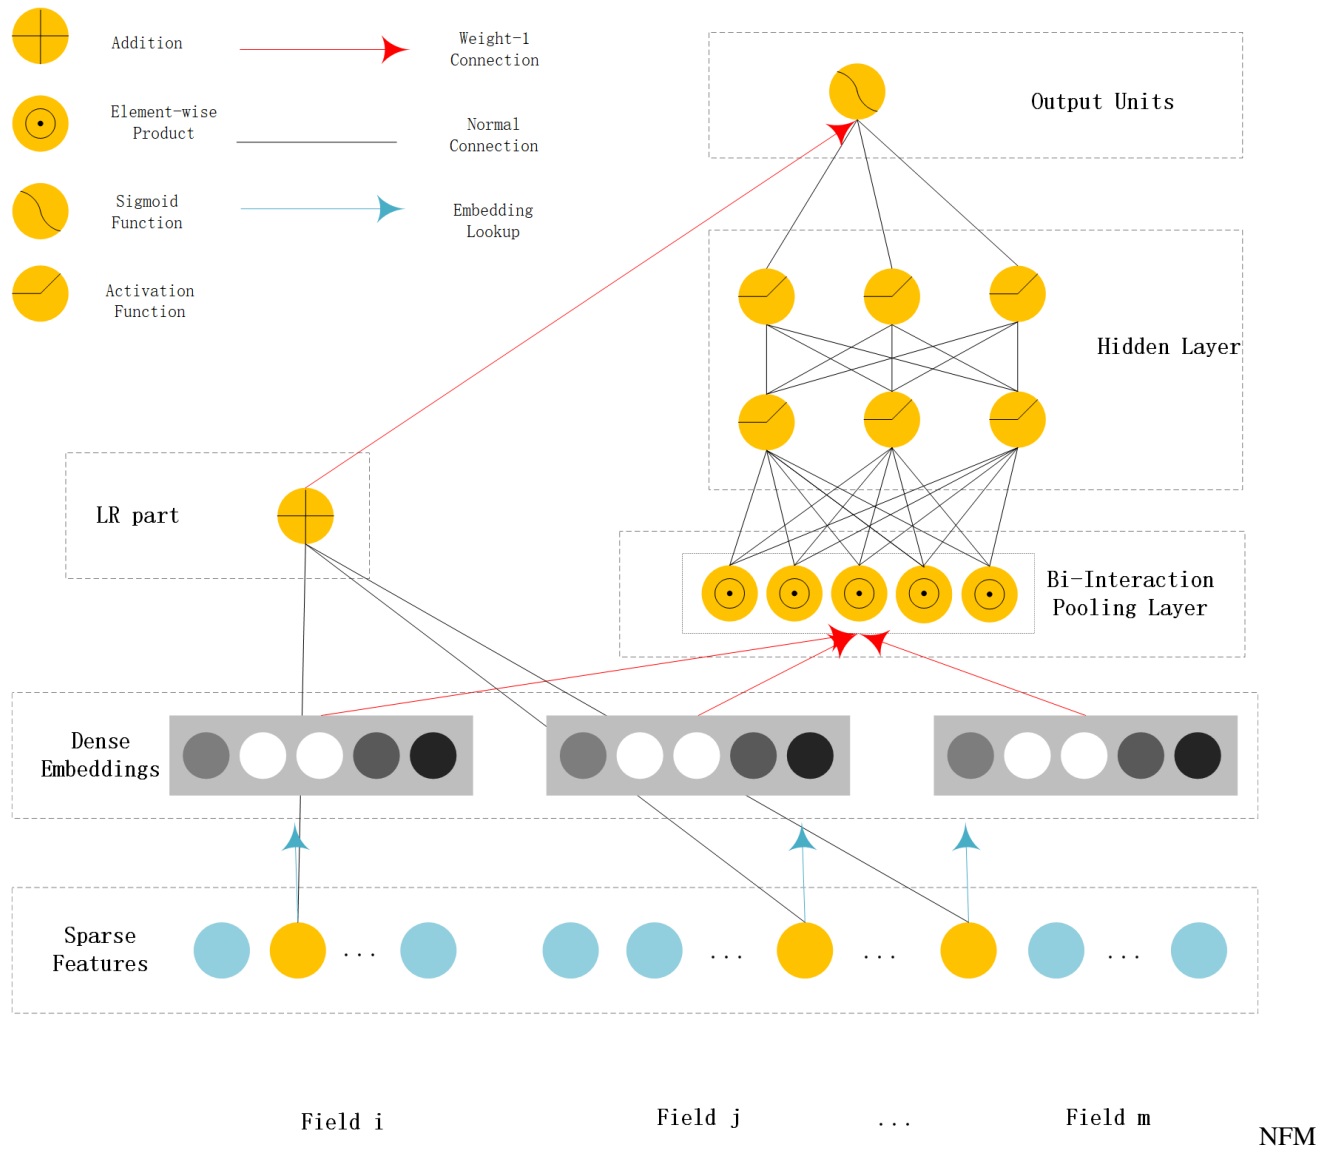 Addition
Weight-1
Connection
Element-wise
Product
Normal
Connection
Sigmoid
Function
Embedding
Lookup
Activation
Function
Output Units
Hidden Layer
LR part
Bi-Interaction
Pooling Layer
Dense
Embeddings
Sparse
Features
...
...
...
...
Field i
Field j
...
Field m
NFM